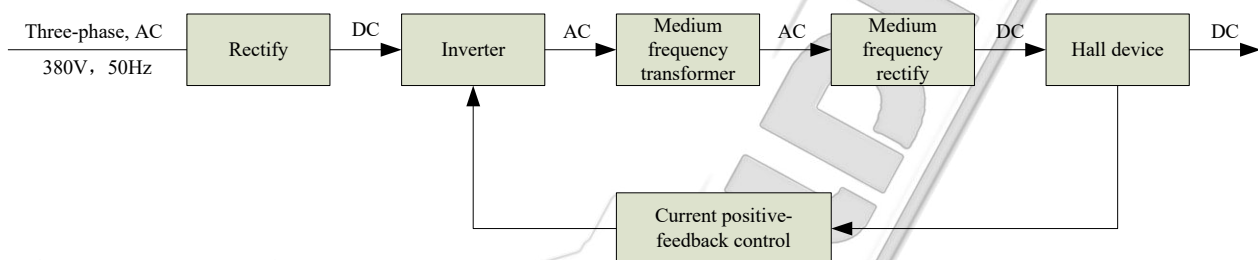 Three-phase, AC
380V，50Hz
Rectify
DC
Inverter
AC
Medium
frequency
transformer
AC
Medium
frequency
rectify
DC
Hall device
DC
Current positive-
feedback control